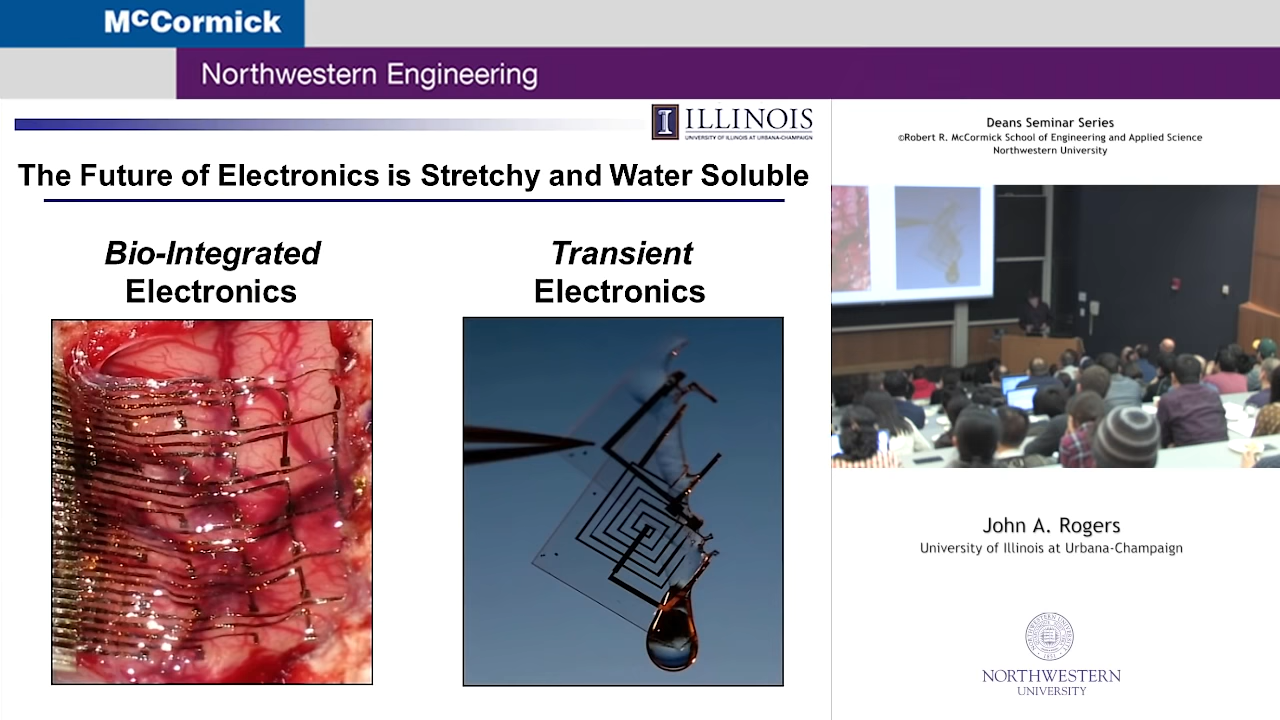 McCormick
Northwestern Engineering
ILLINOIS
UNIVERSITY OF ILLINOIS AT URBANA-CHAMPAIGN
The Future of Electronics is Stretchy and Water Soluble
Bio-Integrated
Electronics
Transient
Electronics
Deans Seminar Series
©Robert R. McCormick School of Engineering and Applied Science
Northwestern University
John A. Rogers
University of Illinois at Urbana-Champaign
NORTHWESTERN
UNIVERSITY